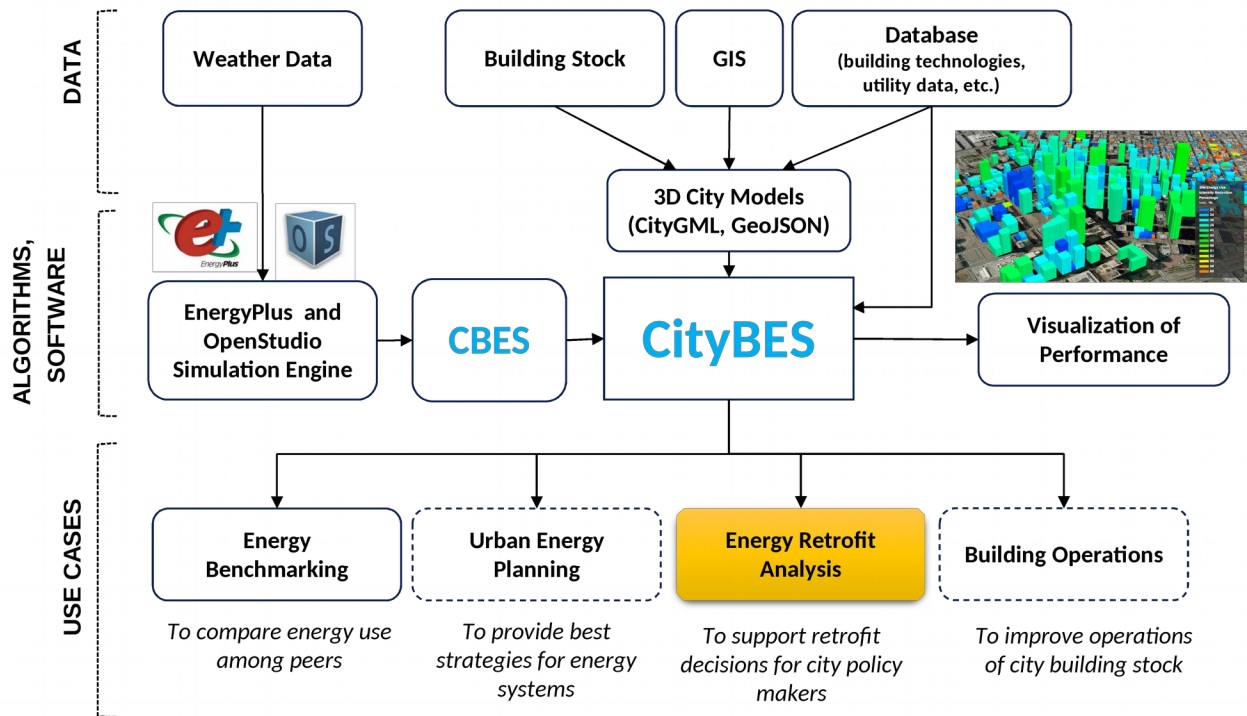 DATA
Weather Data
Building Stock
GIS
Database
(building technologies,
utility data, etc.)
3D City Models
(CityGML, GeoJSON)
ALGORITHMS,
SOFTWARE
e+
EnergyPlus
O S
EnergyPlus and
OpenStudio
Simulation Engine
CBES
CityBES
Visualization of
Performance
USE CASES
Energy
Benchmarking
Urban Energy
Planning
Energy Retrofit
Analysis
Building Operations
To compare energy use
among peers
To provide best
strategies for energy
systems
To support retrofit
decisions for city policy
makers
To improve operations
of city building stock